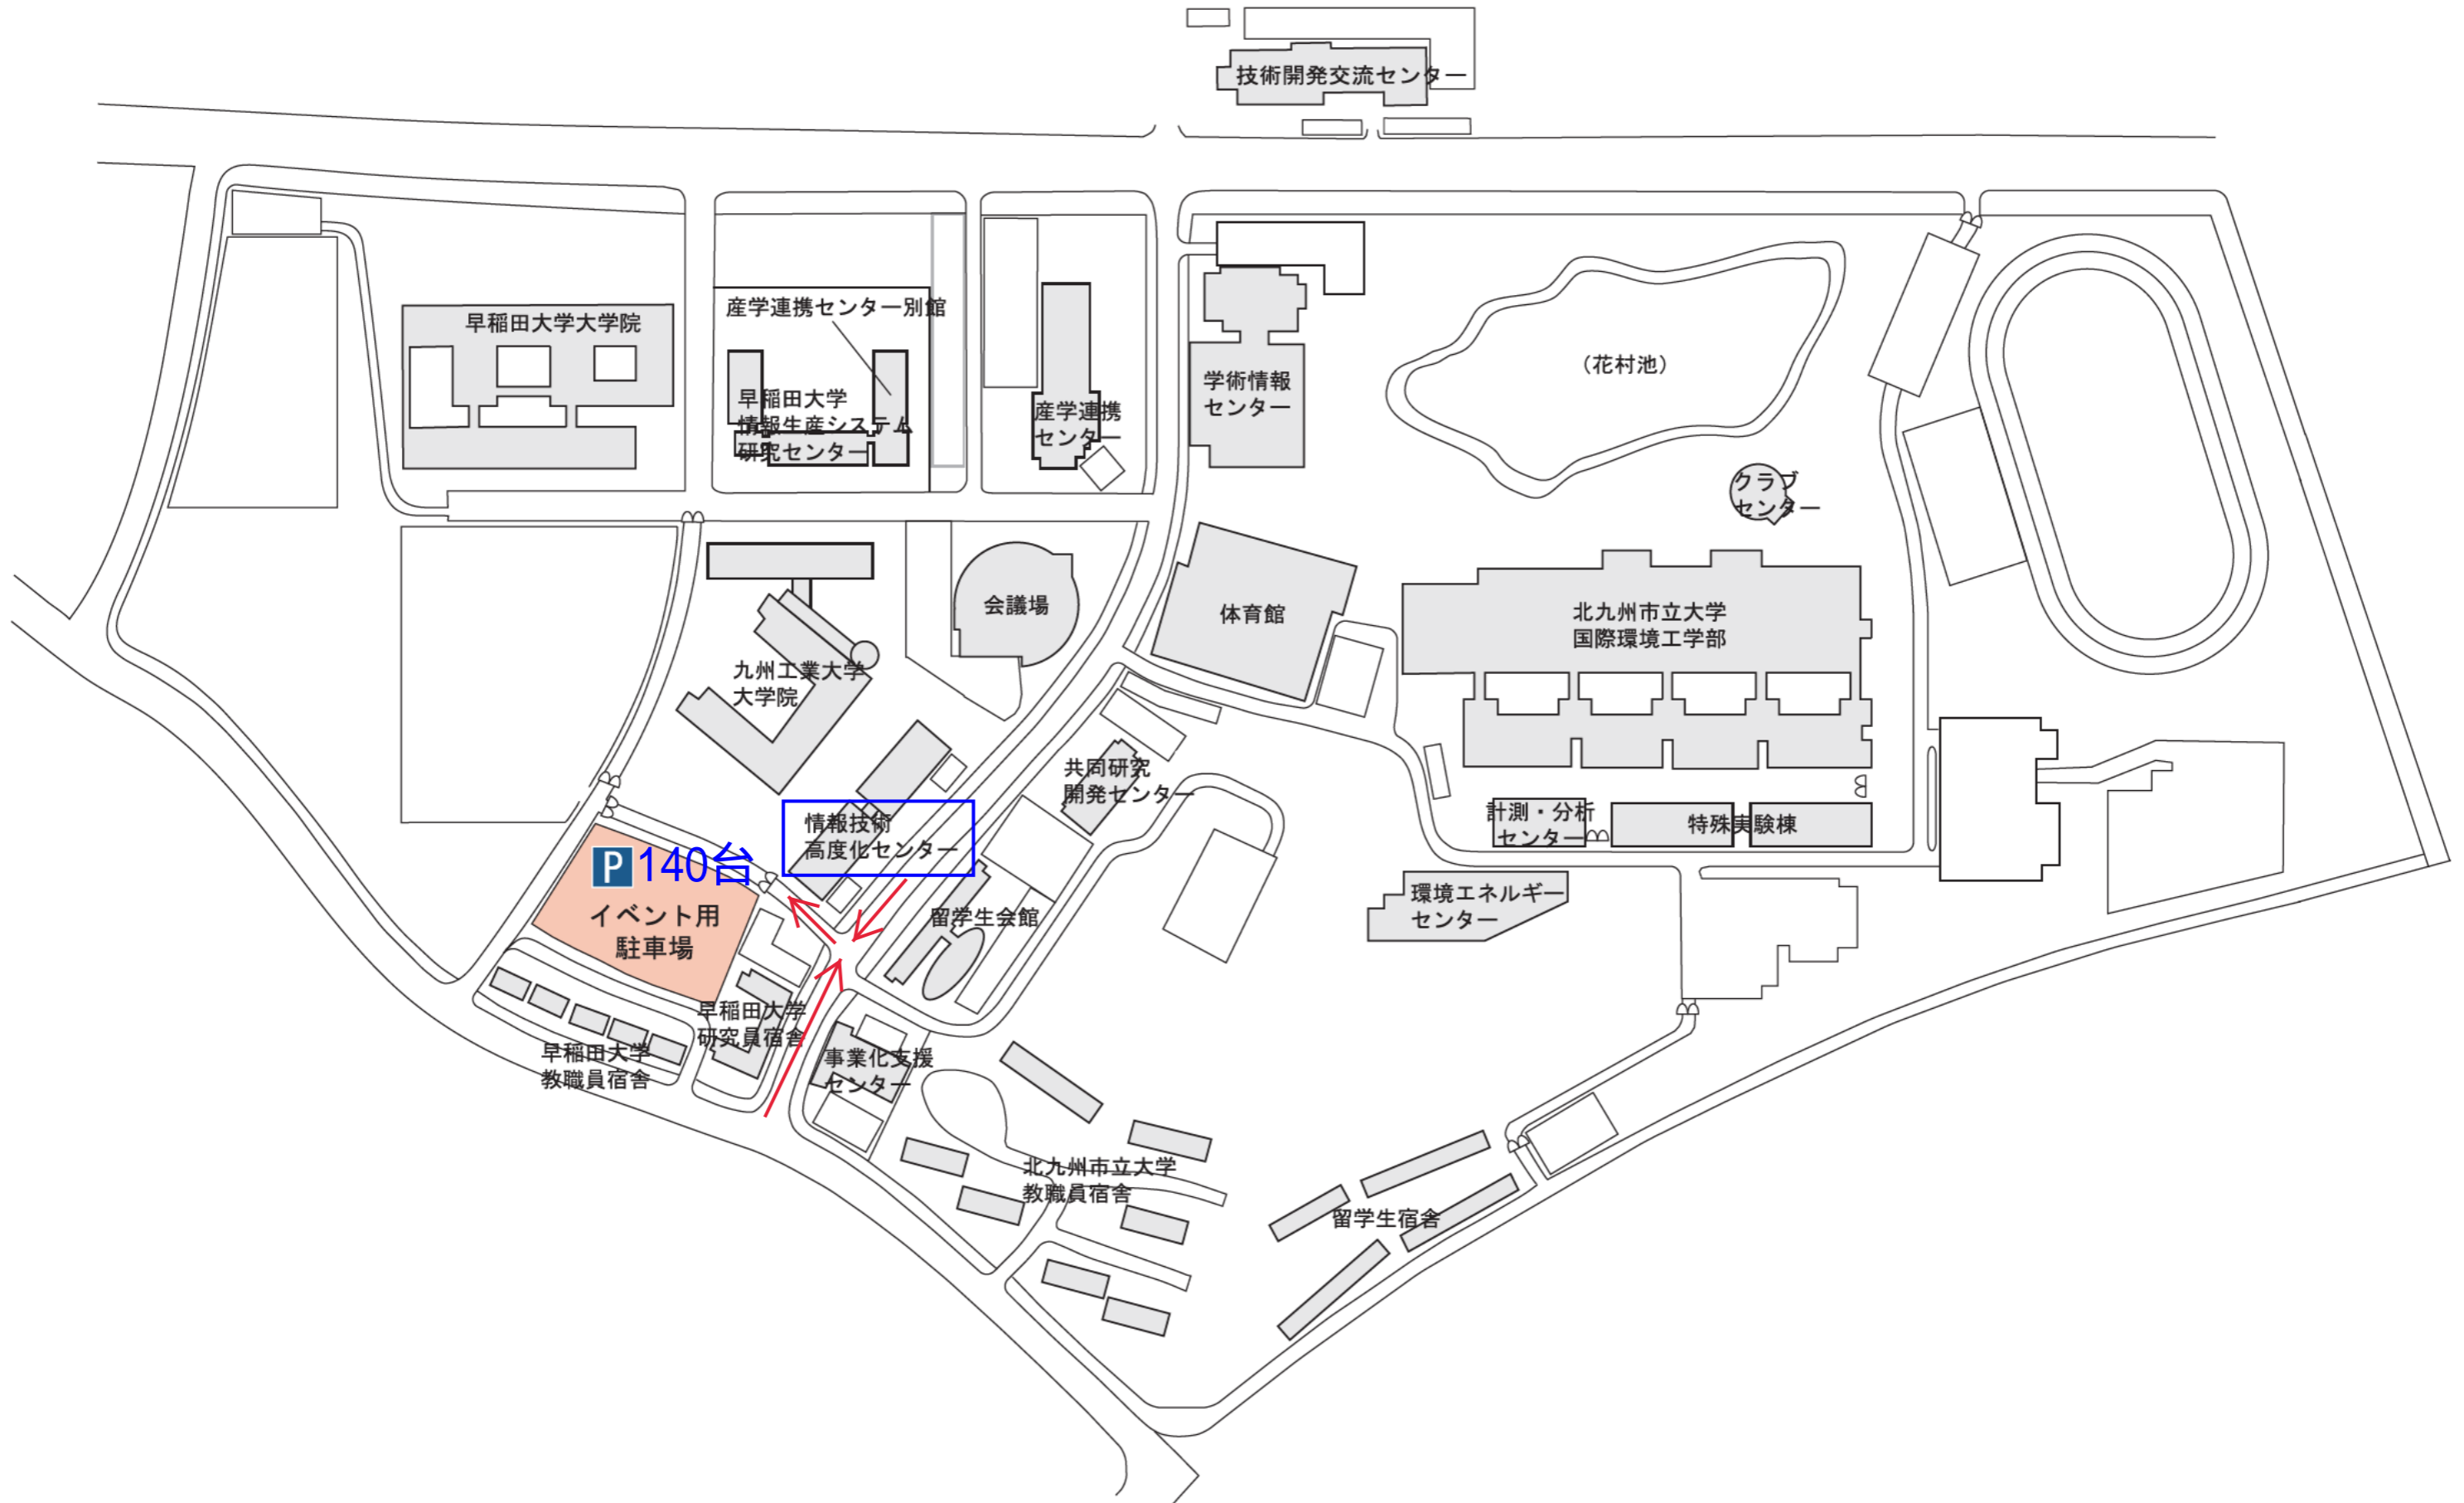 技術開発交流センター
早稲田大学大学院
産学連携センター別館
早稲田大学
情報生産システム
研究センター
産学連携
センター
学術情報
センター
（花村池）
クラブ
センター
会議場
体育館
北九州市立大学
国際環境工学部
九州工業大学
大学院
共同研究
開発センター
情報技術
高度化センター
計測・分析
センター
特殊実験棟
P 140台
イベント用
駐車場
留学生会館
環境エネルギー
センター
早稲田大学
研究員宿舎
早稲田大学
教職員宿舎
事業化支援
センター
北九州市立大学
教職員宿舎
留学生宿舎